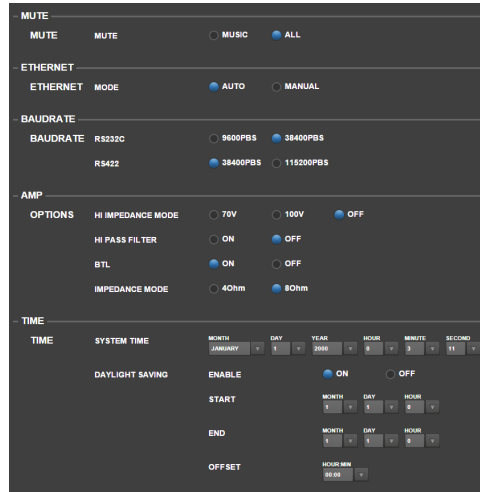 MUTE
MUTE MUTE MUSIC ALL
ETHERNET
ETHERNET MODE AUTO MANUAL
BAUDRATE
BAUDRATE RS232C 9600PBS 38400PBS
RS422 38400PBS 115200PBS
AMP
OPTIONS HI IMPEDANCE MODE 70V 100V OFF
HI PASS FILTER ON OFF
BTL ON OFF
IMPEDANCE MODE 4Ohm 8Ohm
TIME
MONTH DAY YEAR HOUR MINUTE SECOND
TIME SYSTEM TIME JANUARY 1 2000 0 3 11
DAYLIGHT SAVING ENABLE ON OFF
MONTH DAY HOUR
START 1 1 0
MONTH DAY HOUR
END 1 1 0
HOUR:MIN
OFFSET 00:00